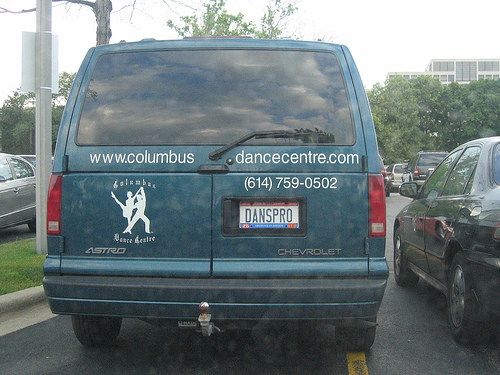 www.columbus dancecentre.com
(614) 759-0502
Columbus
Dance Centre
DANSPRO
ASTRO
CHEVROLET